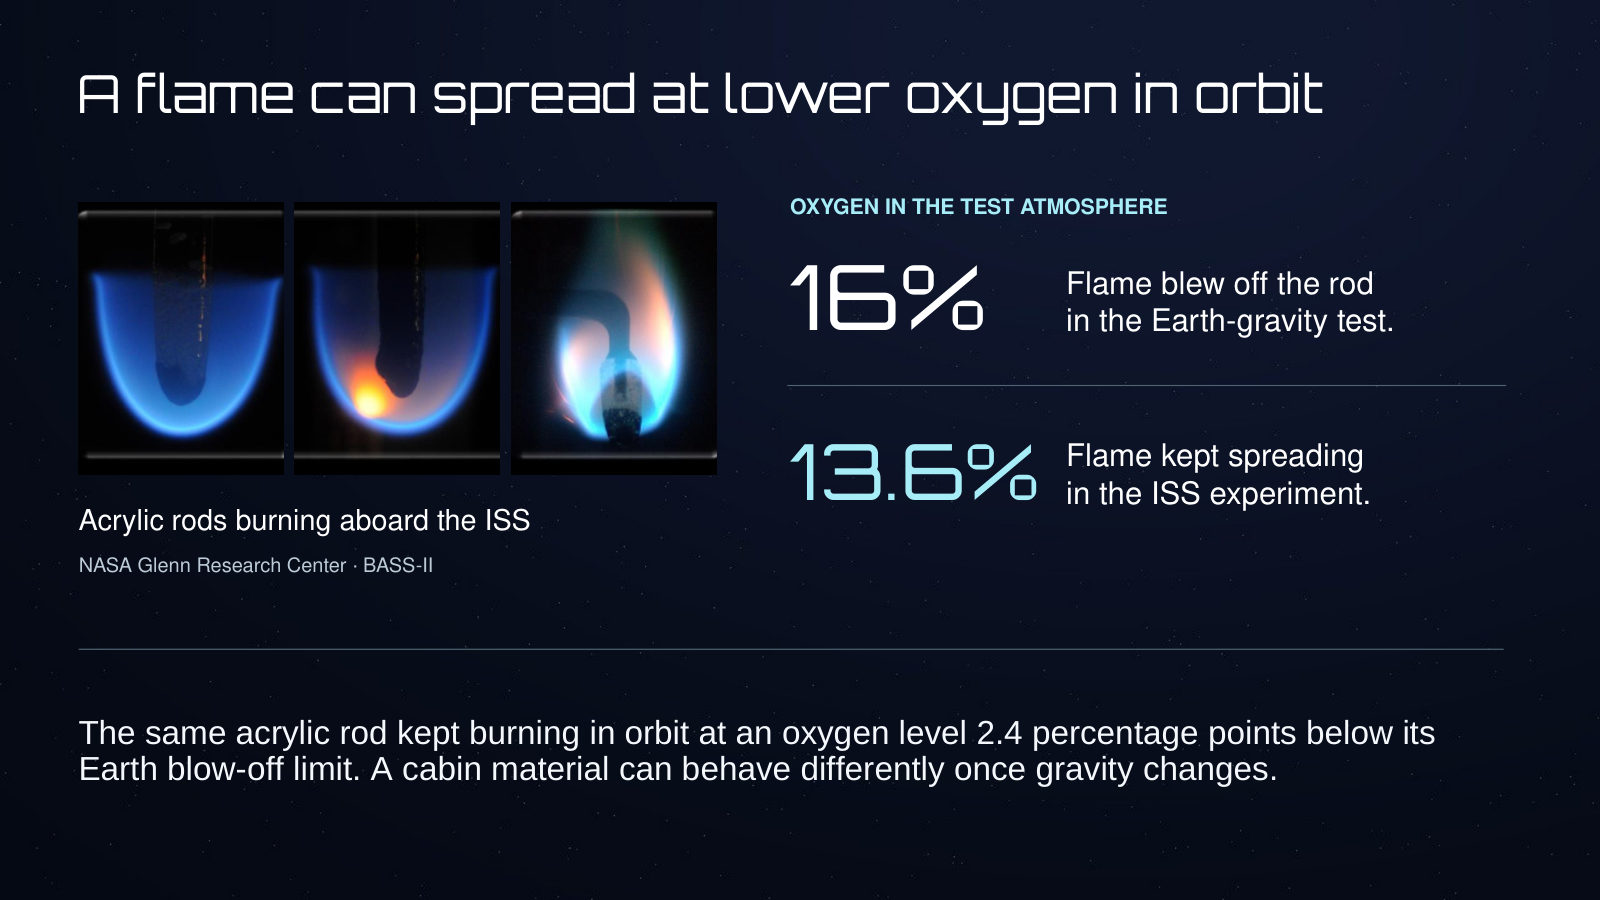 A flame can spread at lower oxygen in orbit
OXYGEN IN THE TEST ATMOSPHERE
16%
Flame blew off the rod
in the Earth-gravity test.
13.6%
Flame kept spreading
in the ISS experiment.
Acrylic rods burning aboard the ISS
NASA Glenn Research Center · BASS-II
The same acrylic rod kept burning in orbit at an oxygen level 2.4 percentage points below its
Earth blow-off limit. A cabin material can behave differently once gravity changes.